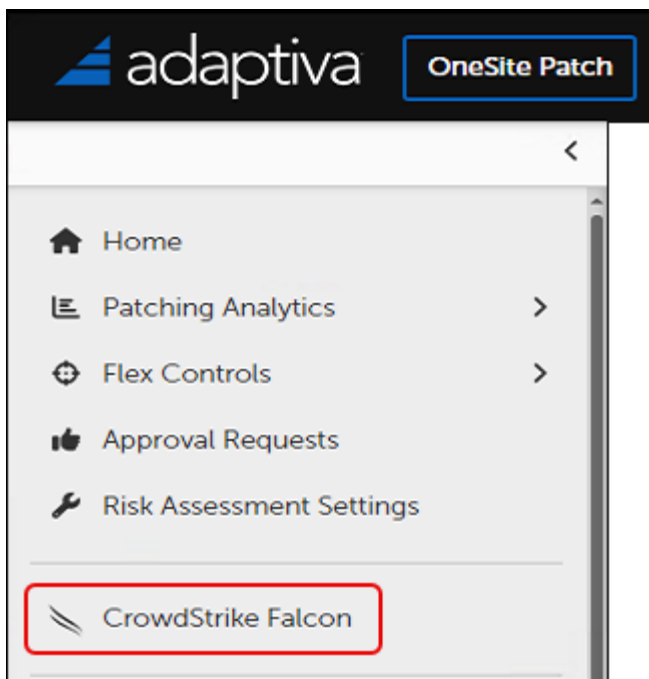 adaptiva
OneSite Patch
Home
Patching Analytics
Flex Controls
Approval Requests
Risk Assessment Settings
CrowdStrike Falcon